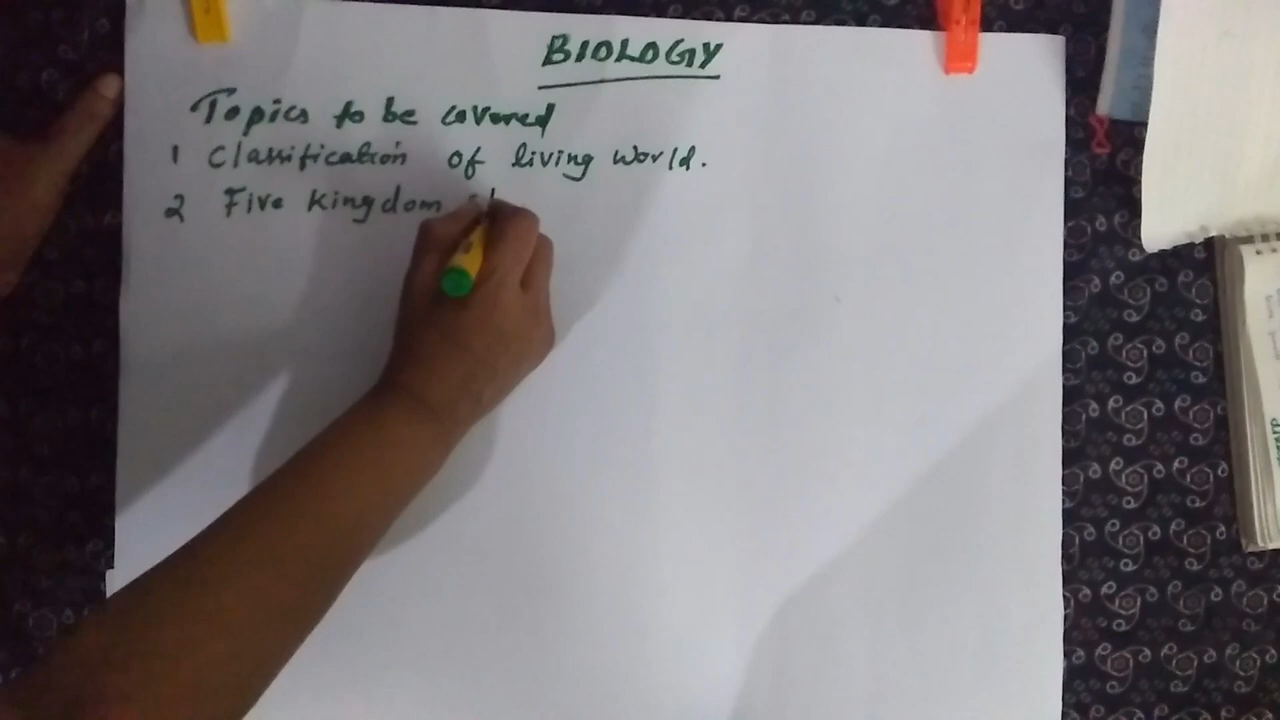 BIOLOGY
Topics to be covered
1 Classification of living world.
2 Five kingdom